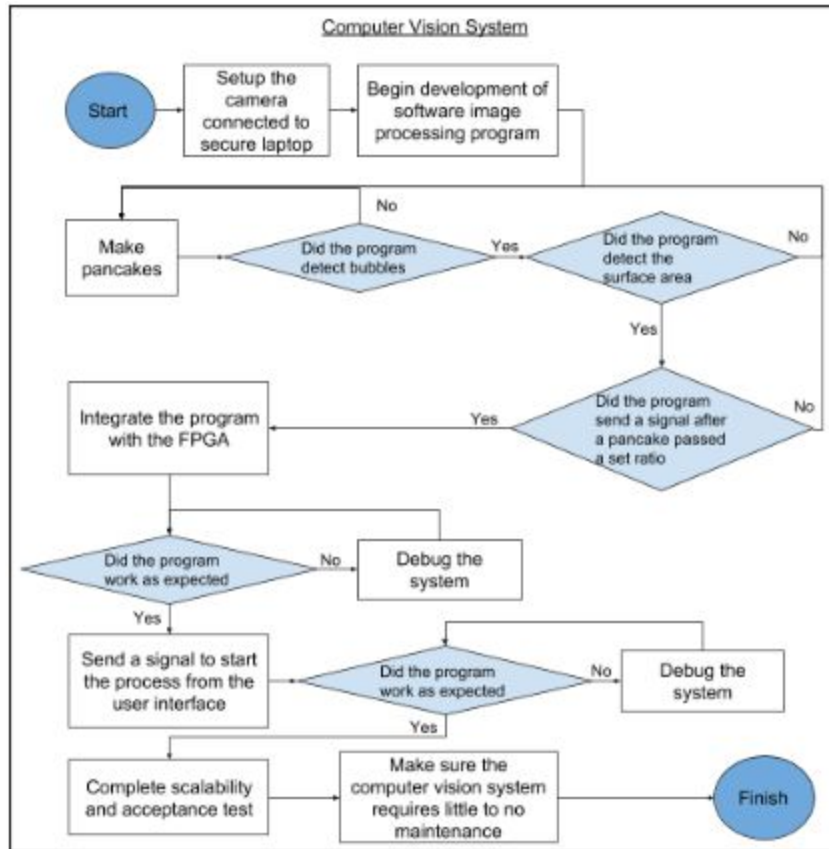 Computer Vision System
Start
Setup the
camera
connected to
secure laptop
Begin development of
software image
processing program
No
Make
pancakes
Did the program
detect bubbles
Yes
Did the program
detect the
surface area
No
Yes
Integrate the program
with the FPGA
Yes
Did the program
send a signal after
a pancake passed
a set ratio
No
Did the program
work as expected
No
Debug the
system
Yes
Send a signal to start
the process from the
user interface
Did the program
work as expected
No
Debug the
system
Yes
Complete scalability
and acceptance test
Make sure the
computer vision system
requires little to no
maintenance
Finish